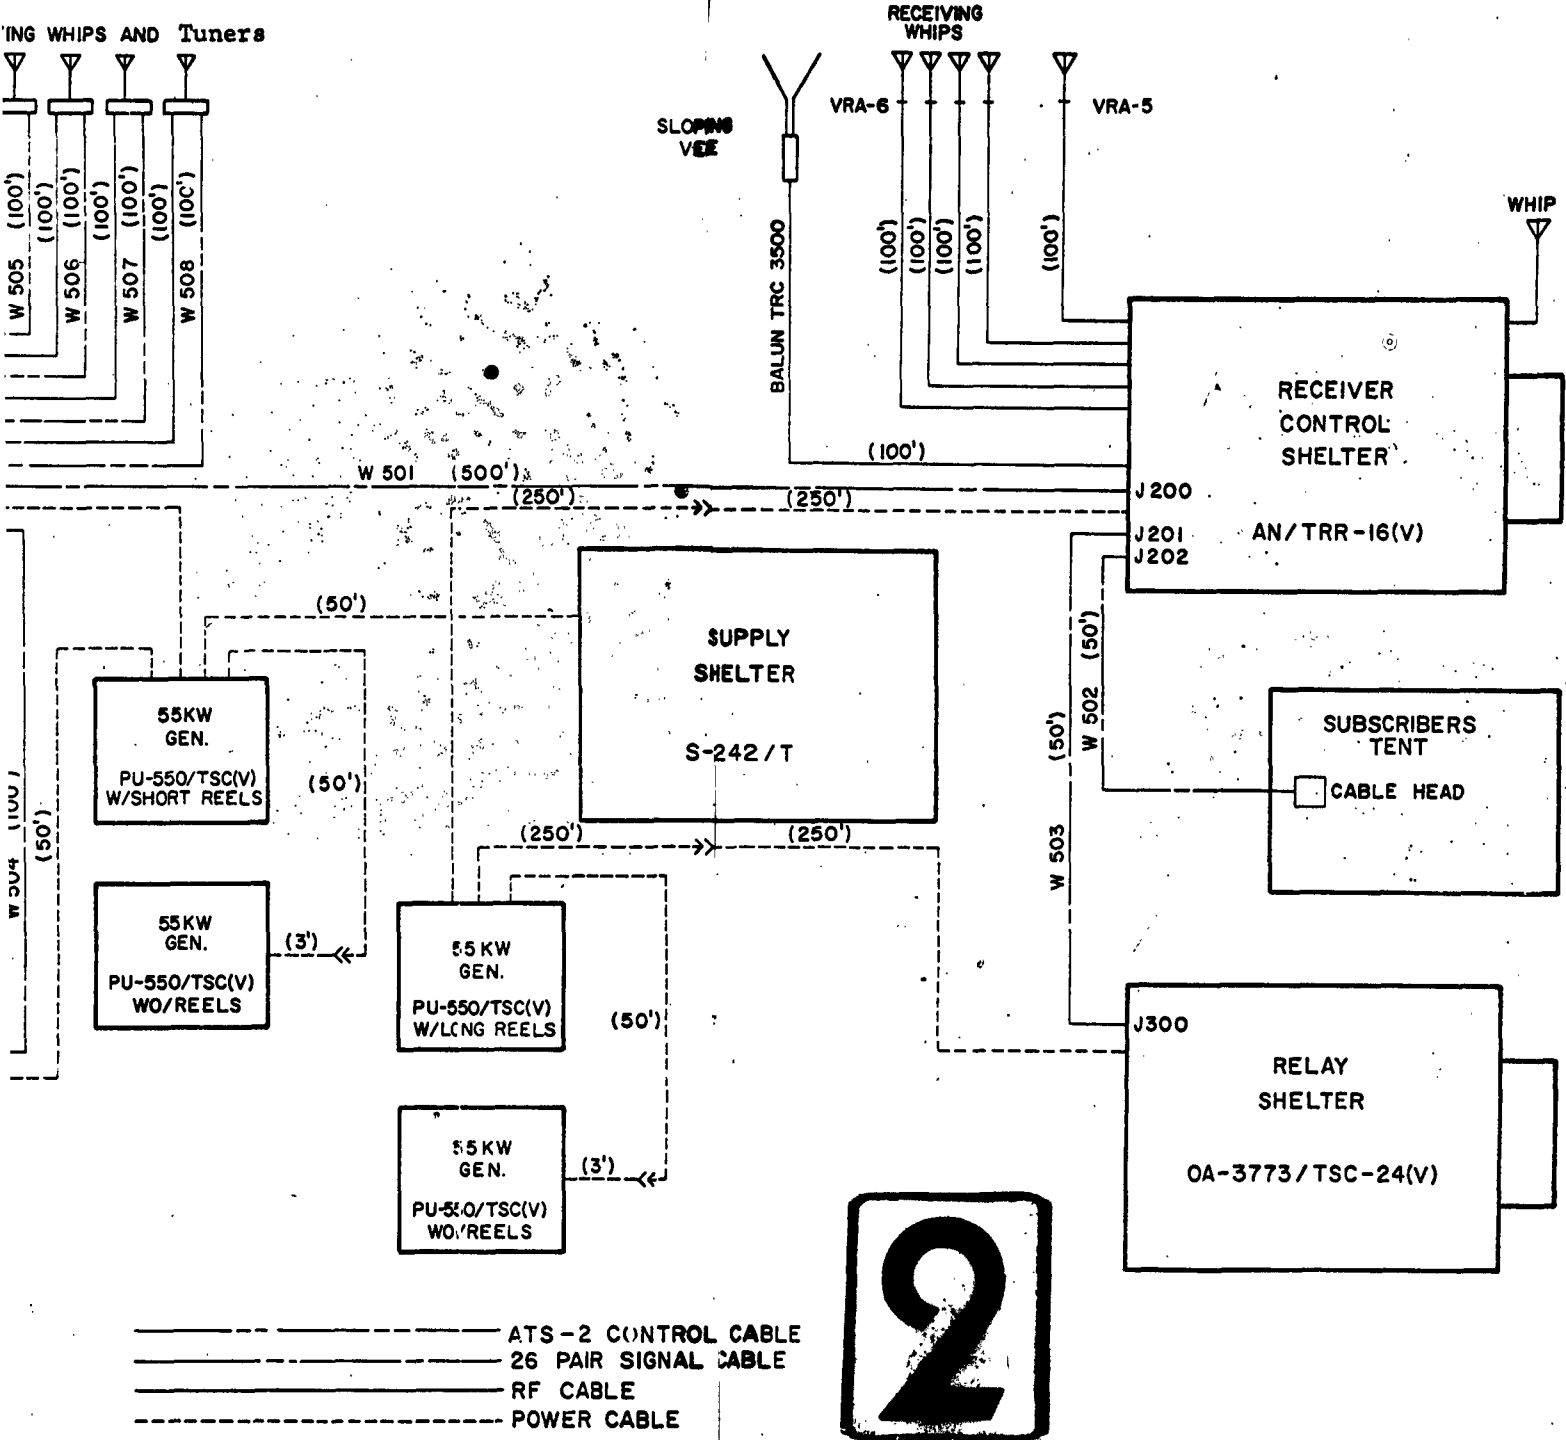 'ING WHIPS AND Tuners
RECEIVING
WHIPS
SLOPING
VEE
VRA-6
VRA-5
WHIP
W 505 (100')
(100')
W 506 (100')
(100')
W 507 (100')
(100')
W 508 (100')
BALUN TRC 3500
(100')
(100')
(100')
(100')
(100')
RECEIVER
CONTROL
SHELTER
AN/TRR-16(V)
(100')
W 501 (500')
(250')
(250')
J200
J201
J202
(50')
SUPPLY
SHELTER
S-242/T
55KW
GEN.
PU-550/TSC(V)
W/SHORT REELS
(50')
W 504 (100')
(50')
W 502 (50')
W 503 (50')
SUBSCRIBERS
TENT
CABLE HEAD
(250')
(250')
55KW
GEN.
PU-550/TSC(V)
WO/REELS
(3')
55KW
GEN.
PU-550/TSC(V)
W/LONG REELS
(50')
J300
RELAY
SHELTER
OA-3773/TSC-24(V)
55KW
GEN.
PU-550/TSC(V)
WO/REELS
(3')
2
ATS-2 CONTROL CABLE
26 PAIR SIGNAL CABLE
RF CABLE
POWER CABLE